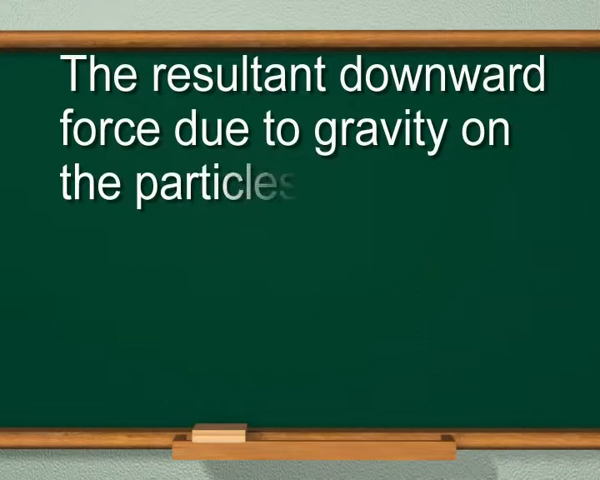 The resultant downward
force due to gravity on
the particles